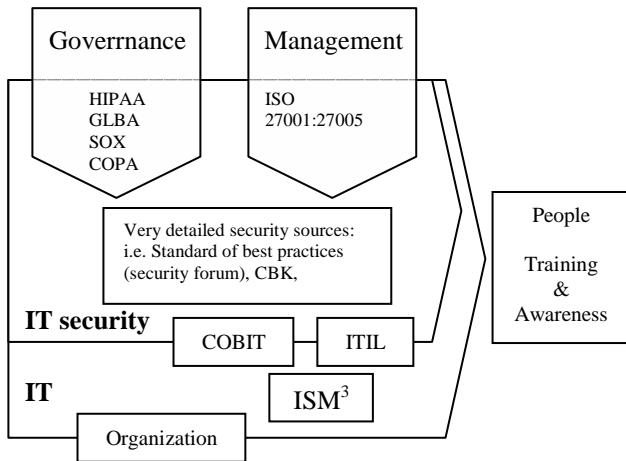 Goverrnance
HIPAA
GLBA
SOX
COPA
Management
ISO
27001:27005
Very detailed security sources:
i.e. Standard of best practices
(security forum), CBK,
IT security
COBIT
ITIL
IT
ISM³
Organization
People
Training
&
Awareness